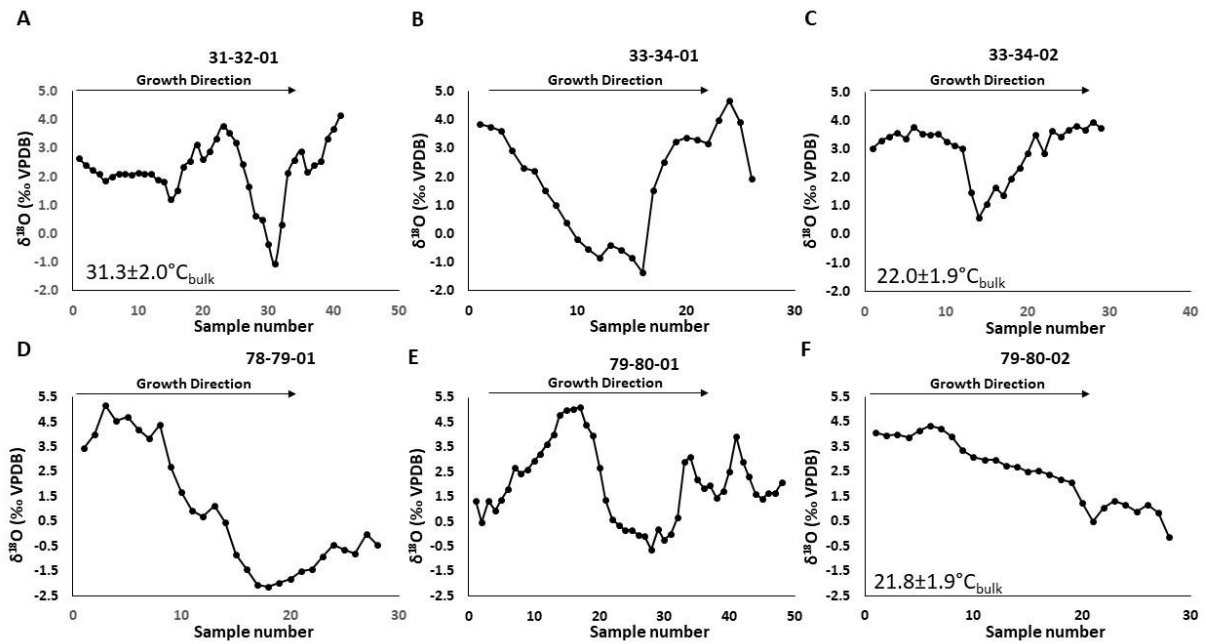 A
31-32-01
Growth Direction
5.0
4.0
3.0
2.0
1.0
0.0
-1.0
-2.0
δ¹⁸O (‰ VPDB)
31.3±2.0°Cbulk
0 10 20 30 40 50
Sample number
B
33-34-01
Growth Direction
5.0
4.0
3.0
2.0
1.0
0.0
-1.0
-2.0
δ¹⁸O (‰ VPDB)
0 10 20 30
Sample number
C
33-34-02
Growth Direction
5.0
4.0
3.0
2.0
1.0
0.0
-1.0
-2.0
δ¹⁸O (‰ VPDB)
22.0±1.9°Cbulk
0 10 20 30 40
Sample number
D
78-79-01
Growth Direction
5.5
4.5
3.5
2.5
1.5
0.5
-0.5
-1.5
-2.5
δ¹⁸O (‰ VPDB)
0 10 20 30
Sample number
E
79-80-01
Growth Direction
5.5
4.5
3.5
2.5
1.5
0.5
-0.5
-1.5
-2.5
δ¹⁸O (‰ VPDB)
0 10 20 30 40 50
Sample number
F
79-80-02
Growth Direction
5.5
4.5
3.5
2.5
1.5
0.5
-0.5
-1.5
-2.5
δ¹⁸O (‰ VPDB)
21.8±1.9°Cbulk
0 10 20 30
Sample number